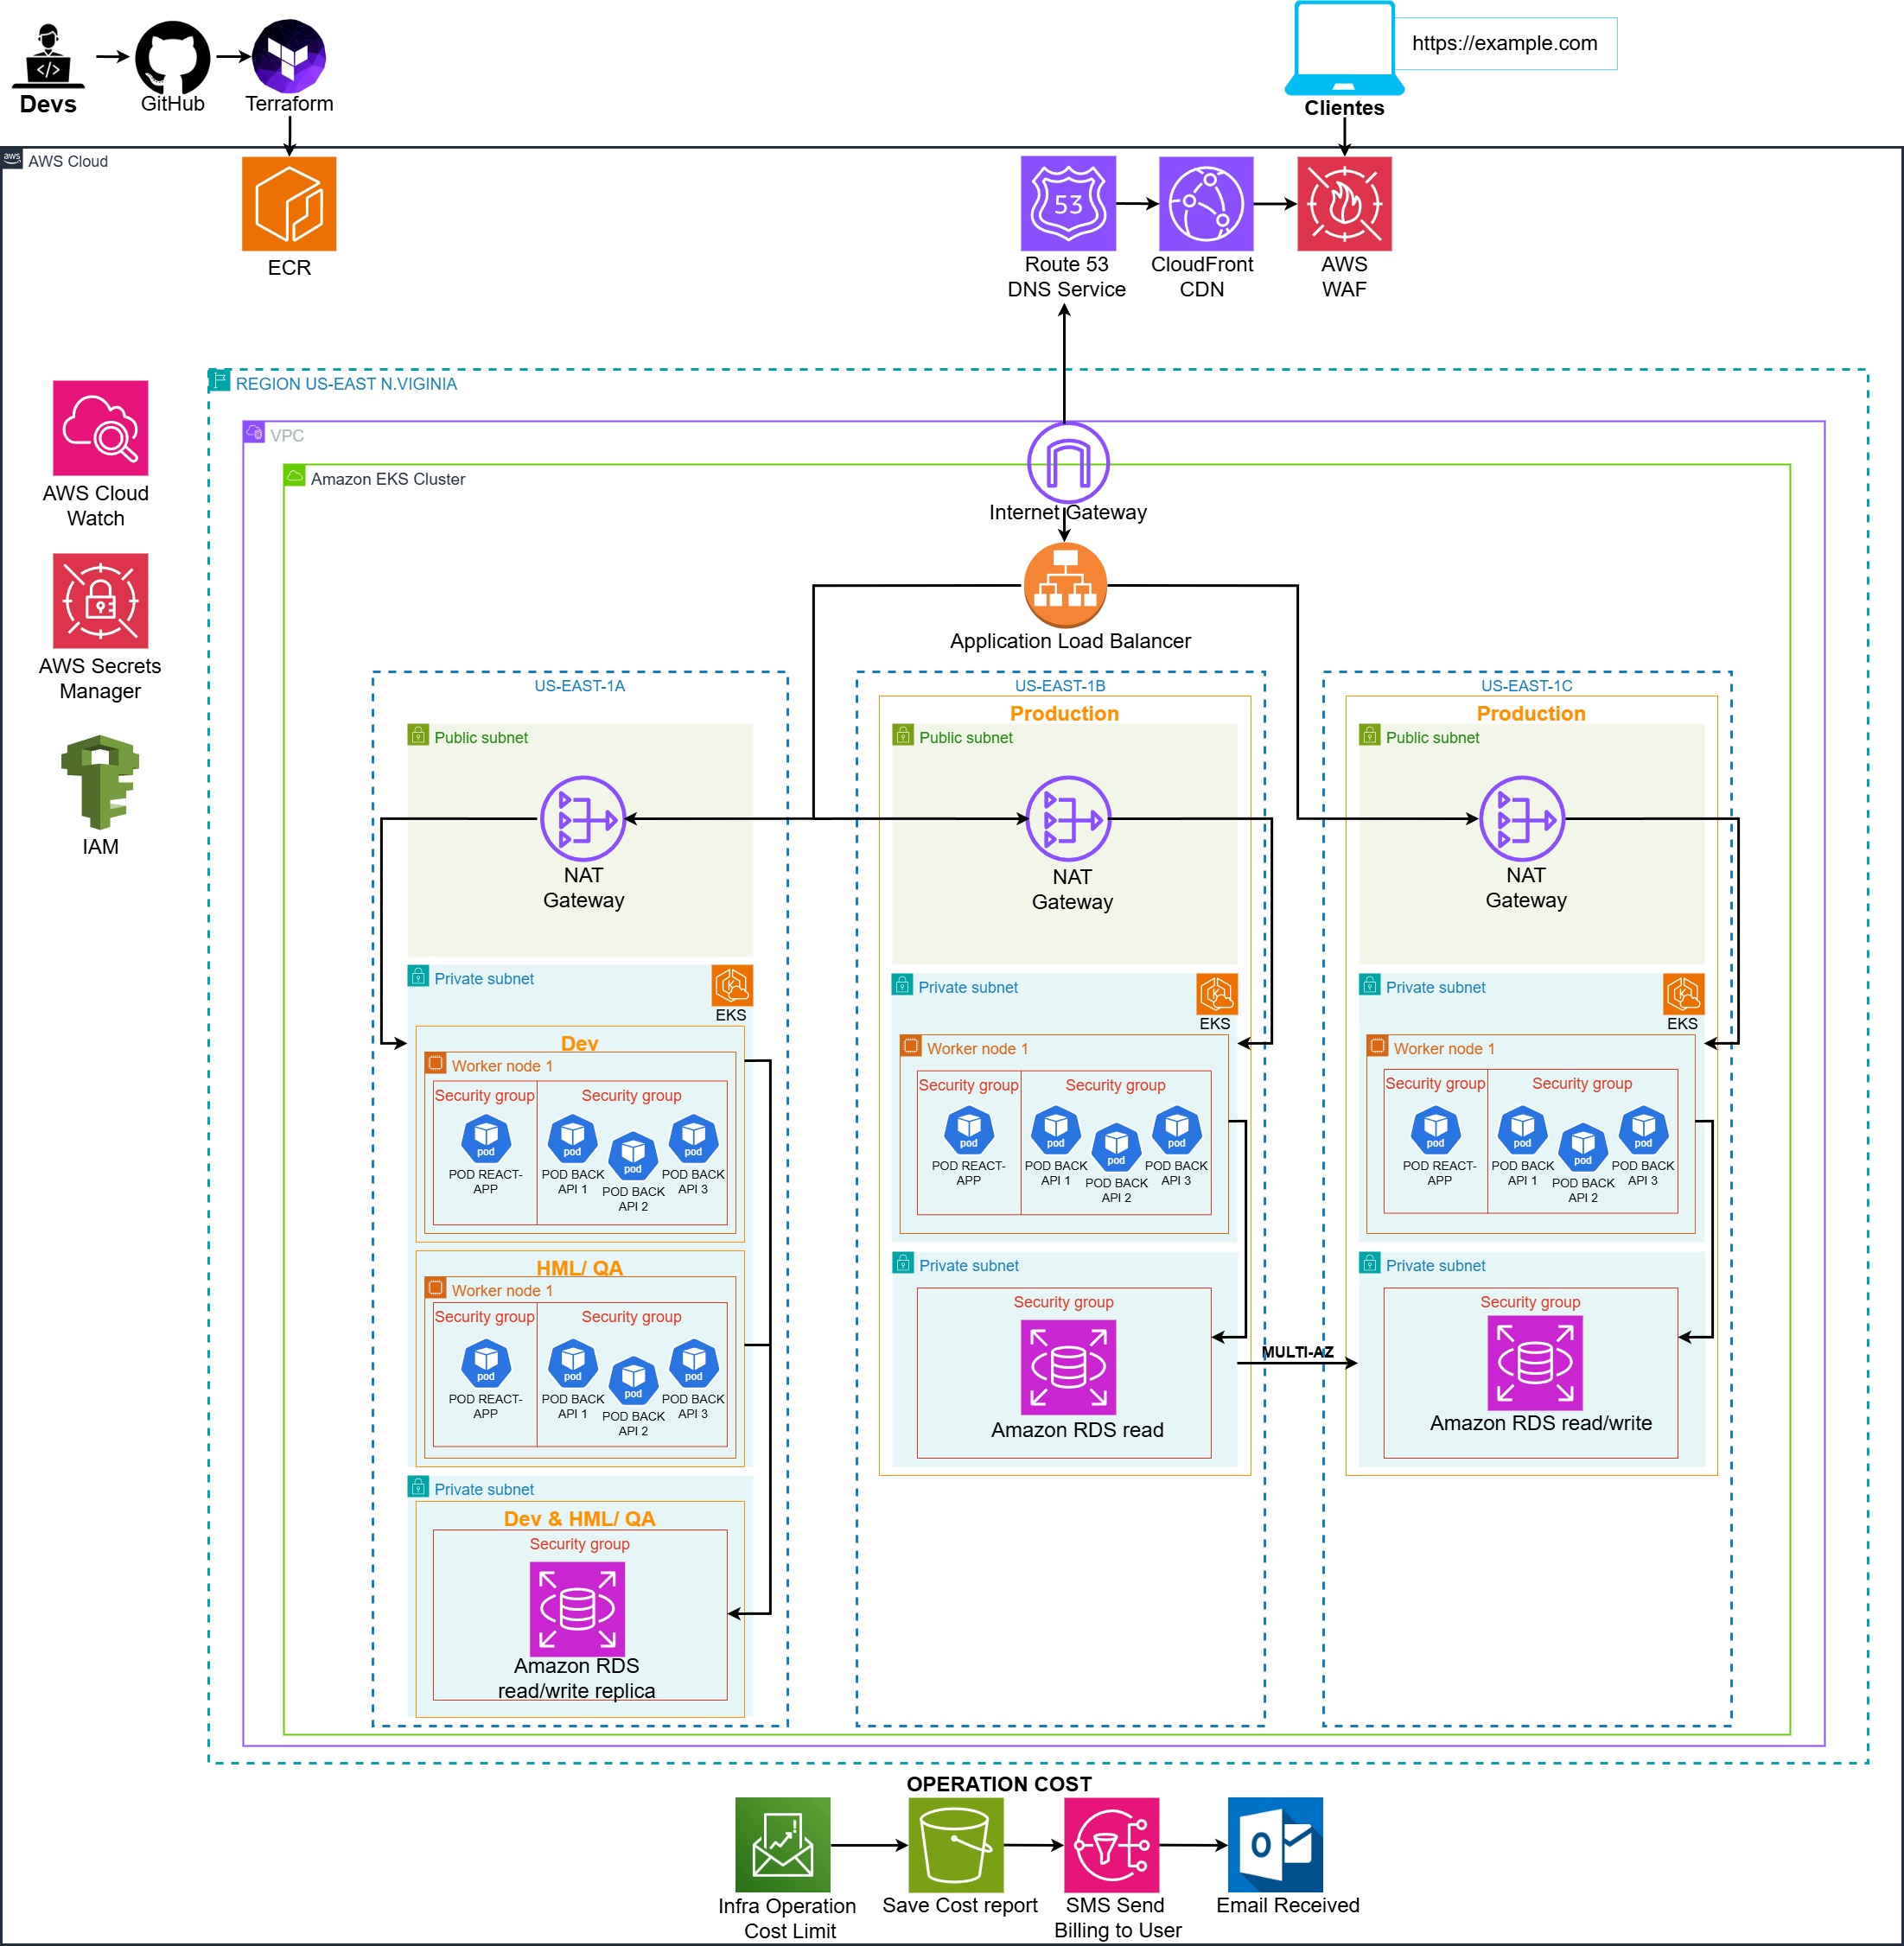 https://example.com
</>
Devs
GitHub
Terraform
Clientes
aws
AWS Cloud
53
ECR
Route 53
DNS Service
CloudFront
CDN
AWS
WAF
REGION US-EAST N.VIGINIA
VPC
Amazon EKS Cluster
AWS Cloud
Watch
Internet Gateway
AWS Secrets
Manager
Application Load Balancer
IAM
US-EAST-1A
Public subnet
NAT
Gateway
Private subnet
EKS
Dev
Worker node 1
Security group
Security group
pod
pod
pod
pod
POD REACT-
APP
POD BACK
API 1
POD BACK
API 2
POD BACK
API 3
HML/ QA
Worker node 1
Security group
Security group
pod
pod
pod
pod
POD REACT-
APP
POD BACK
API 1
POD BACK
API 2
POD BACK
API 3
Private subnet
Dev & HML/ QA
Security group
Amazon RDS
read/write replica
US-EAST-1B
Production
Public subnet
NAT
Gateway
Private subnet
EKS
Worker node 1
Security group
Security group
pod
pod
pod
pod
POD REACT-
APP
POD BACK
API 1
POD BACK
API 2
POD BACK
API 3
Private subnet
Security group
Amazon RDS read
MULTI-AZ
US-EAST-1C
Production
Public subnet
NAT
Gateway
Private subnet
EKS
Worker node 1
Security group
Security group
pod
pod
pod
pod
POD REACT-
APP
POD BACK
API 1
POD BACK
API 2
POD BACK
API 3
Private subnet
Security group
Amazon RDS read/write
OPERATION COST
Infra Operation
Cost Limit
Save Cost report
SMS Send
Billing to User
Email Received